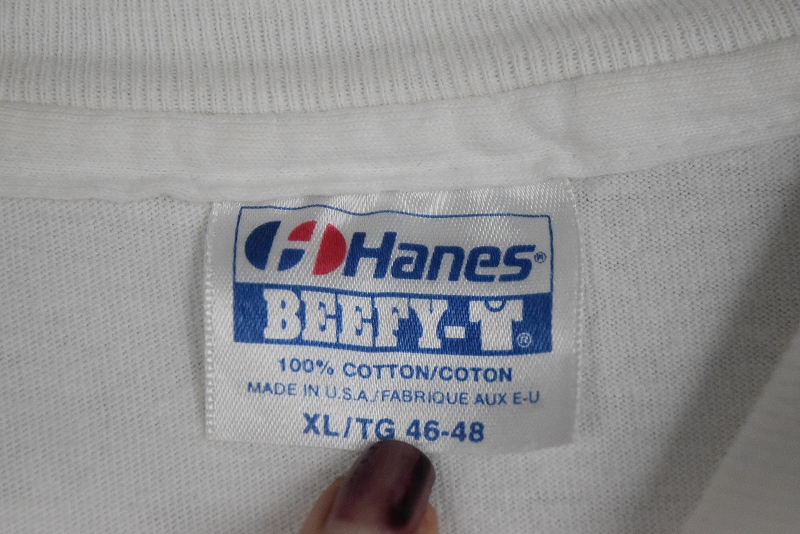 Hanes®
BEEFY-T®
100% COTTON/COTON
MADE IN U.S.A./FABRIQUE AUX E-U
XL/TG 46-48